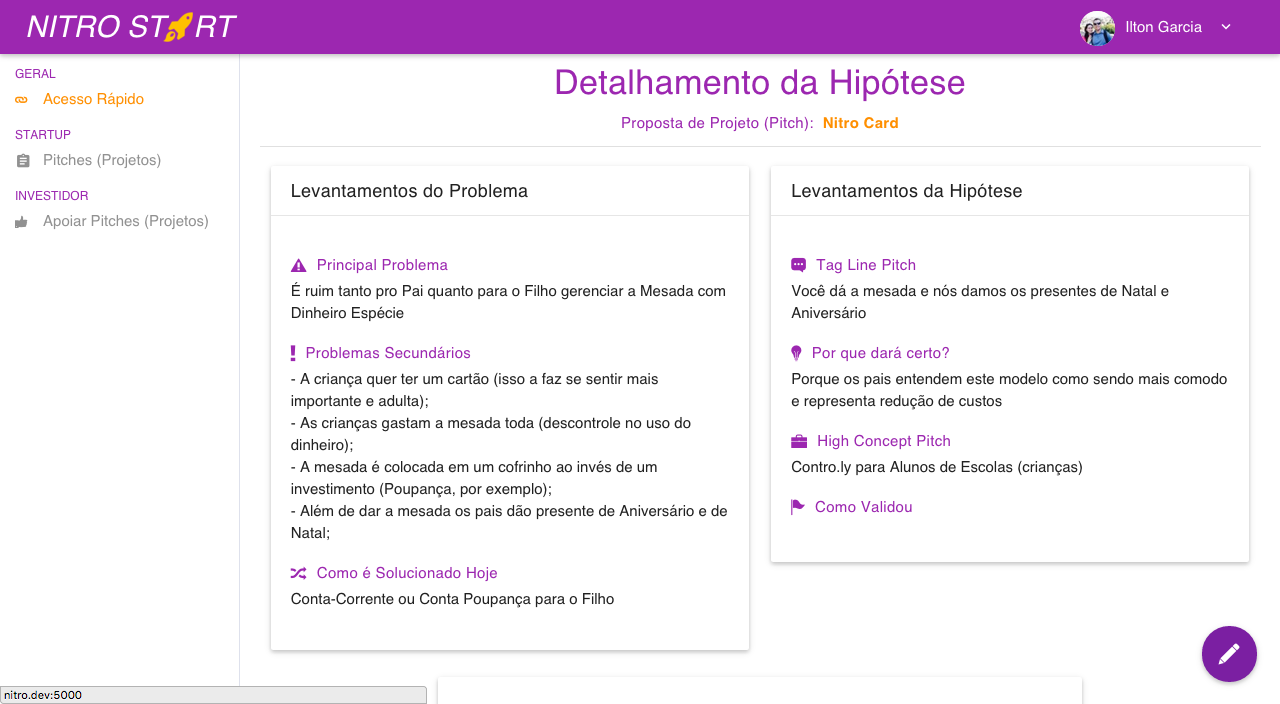 NITRO START
Ilton Garcia
GERAL
Acesso Rápido
STARTUP
Pitches (Projetos)
INVESTIDOR
Apoiar Pitches (Projetos)
Detalhamento da Hipótese
Proposta de Projeto (Pitch): Nitro Card
Levantamentos do Problema
Principal Problema
É ruim tanto pro Pai quanto para o Filho gerenciar a Mesada com
Dinheiro Espécie
Problemas Secundários
- A criança quer ter um cartão (isso a faz se sentir mais
importante e adulta);
- As crianças gastam a mesada toda (descontrole no uso do
dinheiro);
- A mesada é colocada em um cofrinho ao invés de um
investimento (Poupança, por exemplo);
- Além de dar a mesada os pais dão presente de Aniversário e de
Natal;
Como é Solucionado Hoje
Conta-Corrente ou Conta Poupança para o Filho
Levantamentos da Hipótese
Tag Line Pitch
Você dá a mesada e nós damos os presentes de Natal e
Aniversário
Por que dará certo?
Porque os pais entendem este modelo como sendo mais comodo
e representa redução de custos
High Concept Pitch
Contro.ly para Alunos de Escolas (crianças)
Como Validou
nitro.dev:5000